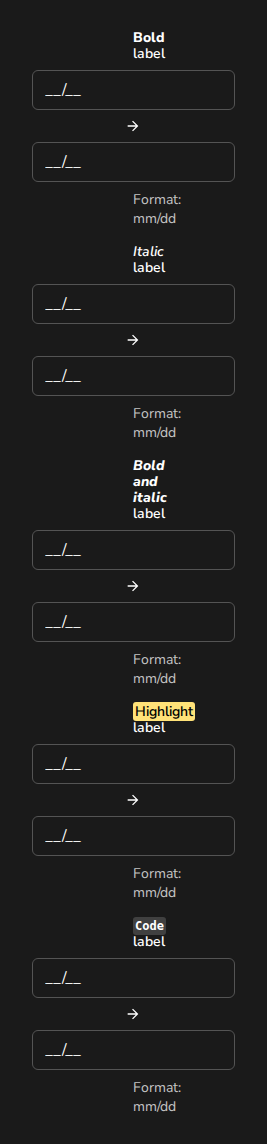 Bold
label
__/__
→
__/__
Format:
mm/dd
Italic
label
__/__
→
__/__
Format:
mm/dd
Bold
and
italic
label
__/__
→
__/__
Format:
mm/dd
Highlight
label
__/__
→
__/__
Format:
mm/dd
Code
label
__/__
→
__/__
Format:
mm/dd